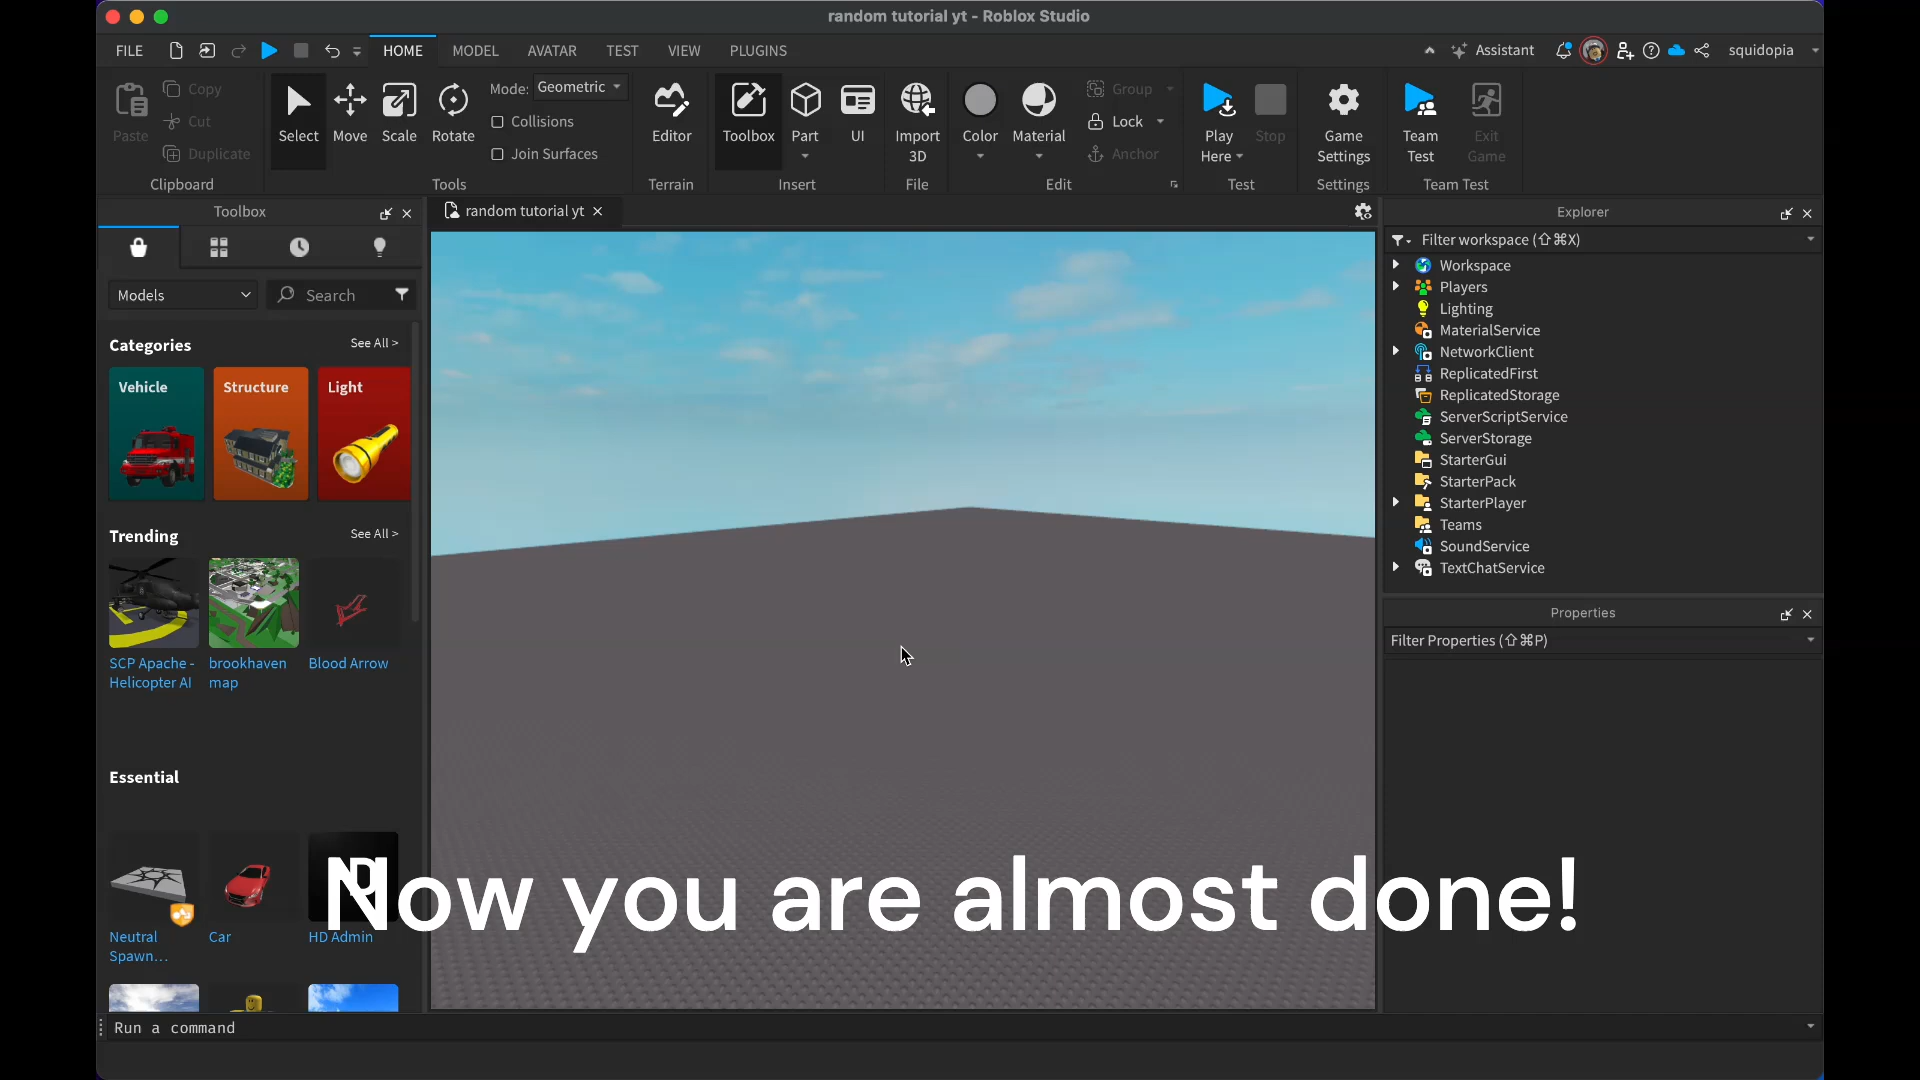 random tutorial yt - Roblox Studio
FILE
HOME
MODEL
AVATAR
TEST
VIEW
PLUGINS
Assistant
squidopia
Paste
Copy
Cut
Duplicate
Clipboard
Select
Move
Scale
Rotate
Mode: Geometric
Collisions
Join Surfaces
Tools
Editor
Terrain
Toolbox
Part
UI
Insert
Import
3D
File
Color
Material
Group
Lock
Anchor
Edit
Play
Here
Stop
Test
Game
Settings
Settings
Team
Test
Exit
Game
Team Test
Toolbox
random tutorial yt
Explorer
Models
Search
Filter workspace (⇧⌘X)
Categories
See All >
Vehicle
Structure
Light
Trending
See All >
SCP Apache -
Helicopter AI
brookhaven
map
Blood Arrow
Essential
Neutral
Spawn...
Car
HD Admin
Workspace
Players
Lighting
MaterialService
NetworkClient
ReplicatedFirst
ReplicatedStorage
ServerScriptService
ServerStorage
StarterGui
StarterPack
StarterPlayer
Teams
SoundService
TextChatService
Properties
Filter Properties (⇧⌘P)
Now you are almost done!
Run a command